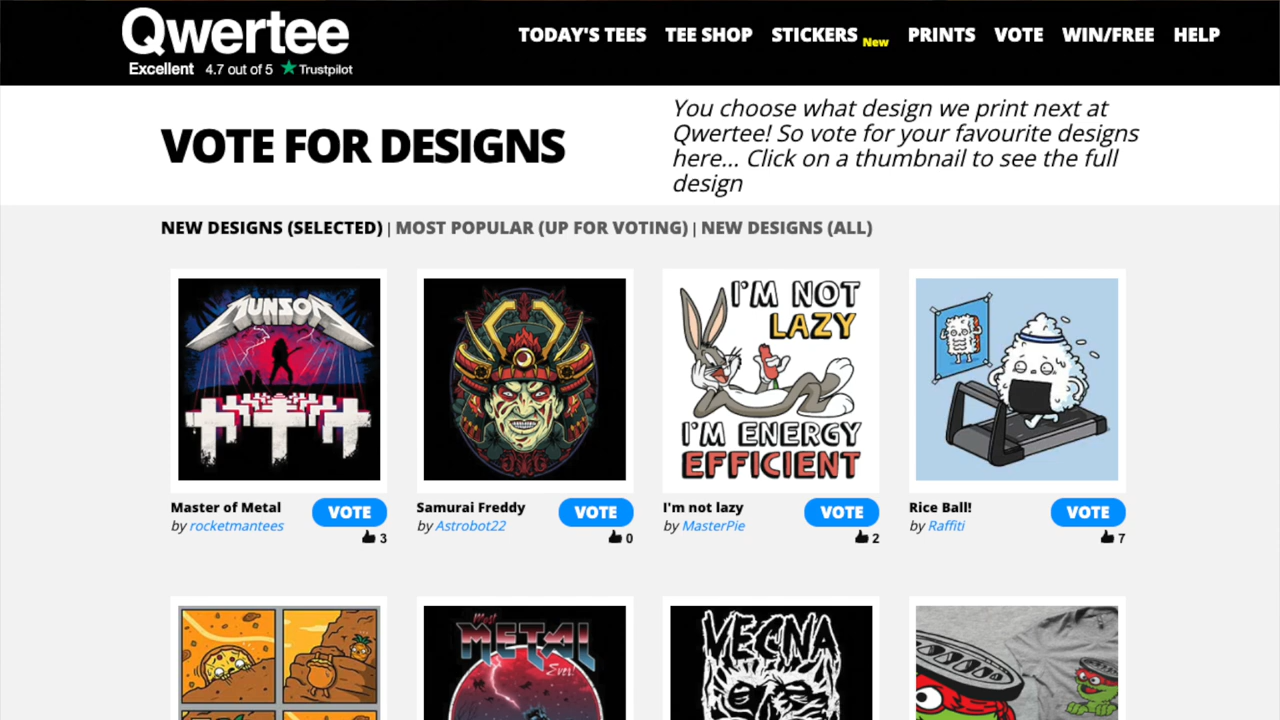 Qwertee
Excellent 4.7 out of 5 Trustpilot
TODAY'S TEES TEE SHOP STICKERS New PRINTS VOTE WIN/FREE HELP
VOTE FOR DESIGNS
You choose what design we print next at
Qwertee! So vote for your favourite designs
here... Click on a thumbnail to see the full
design
NEW DESIGNS (SELECTED) | MOST POPULAR (UP FOR VOTING) | NEW DESIGNS (ALL)
MUNSON
I'M NOT
LAZY
I'M ENERGY
EFFICIENT
Master of Metal
by rocketmantees
VOTE
3
Samurai Freddy
by Astrobot22
VOTE
0
I'm not lazy
by MasterPie
VOTE
2
Rice Ball!
by Raffiti
VOTE
7
Most
METAL
Ever!
VECNA